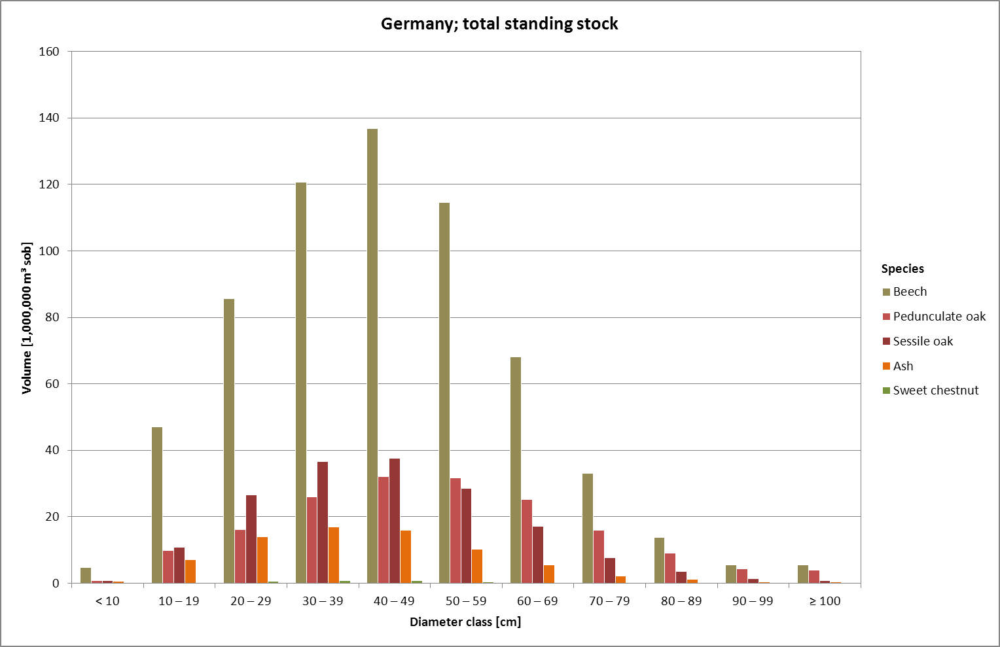 Germany; total standing stock
160
140
120
100
80
60
40
20
0
Volume [1,000,000 m³ sob]
< 10
10 – 19
20 – 29
30 – 39
40 – 49
50 – 59
60 – 69
70 – 79
80 – 89
90 – 99
≥ 100
Diameter class [cm]
Species
Beech
Pedunculate oak
Sessile oak
Ash
Sweet chestnut